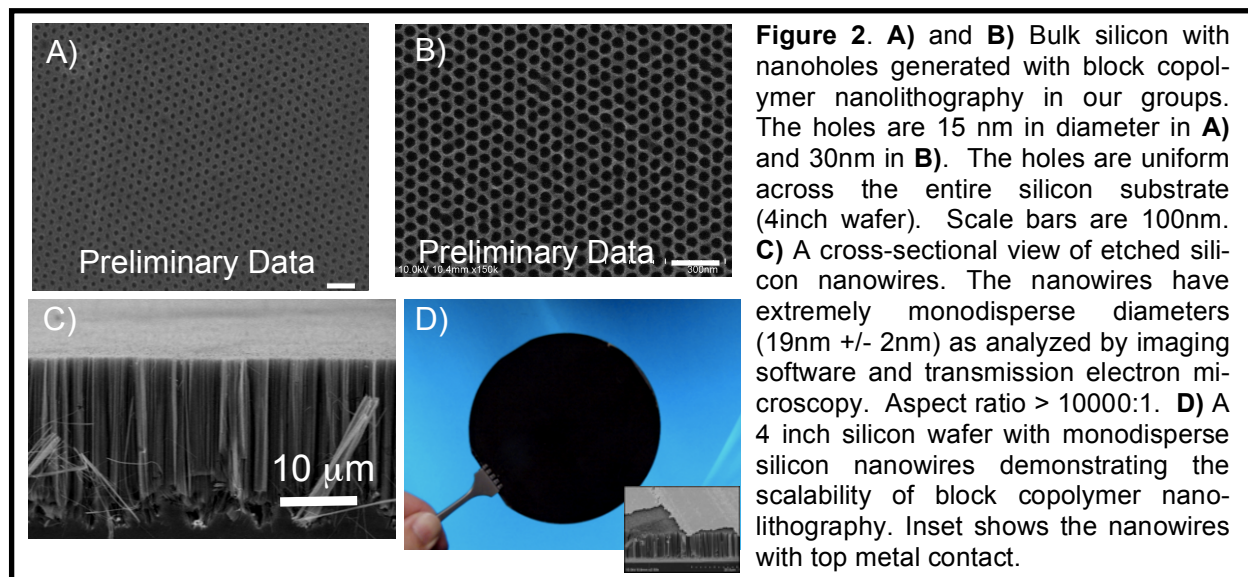 A)
Preliminary Data
B)
Preliminary Data
10.0kV 10.4mm x150k
300nm
C)
10 μm
D)
Figure 2. A) and B) Bulk silicon with
nanoholes generated with block copol-
ymer nanolithography in our groups.
The holes are 15 nm in diameter in A)
and 30nm in B). The holes are uniform
across the entire silicon substrate
(4inch wafer). Scale bars are 100nm.
C) A cross-sectional view of etched sili-
con nanowires. The nanowires have
extremely monodisperse diameters
(19nm +/- 2nm) as analyzed by imaging
software and transmission electron mi-
croscopy. Aspect ratio > 10000:1. D) A
4 inch silicon wafer with monodisperse
silicon nanowires demonstrating the
scalability of block copolymer nano-
lithography. Inset shows the nanowires
with top metal contact.